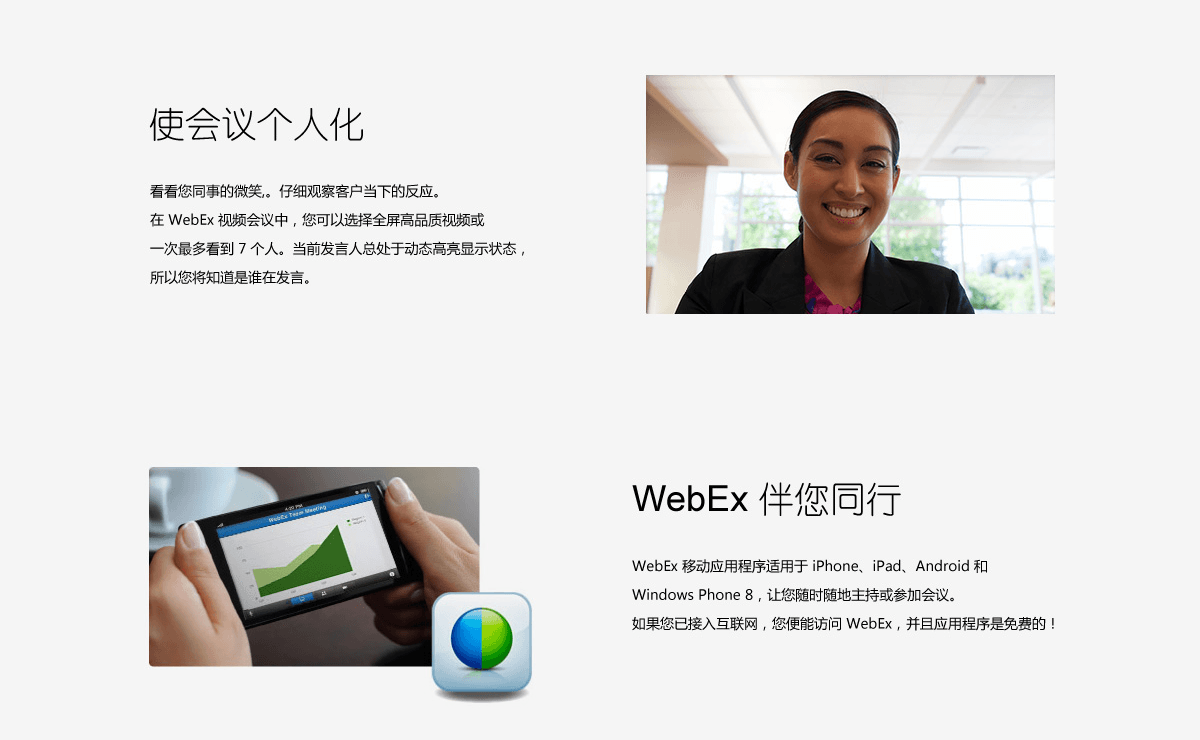 使会议个人化
看看您同事的微笑,。仔细观察客户当下的反应。
在 WebEx 视频会议中，您可以选择全屏高品质视频或
一次最多看到 7 个人。当前发言人总处于动态高亮显示状态，
所以您将知道是谁在发言。
4:00 PM
WebEx Team Meeting
WebEx 伴您同行
WebEx 移动应用程序适用于 iPhone、iPad、Android 和
Windows Phone 8，让您随时随地主持或参加会议。
如果您已接入互联网，您便能访问 WebEx，并且应用程序是免费的！